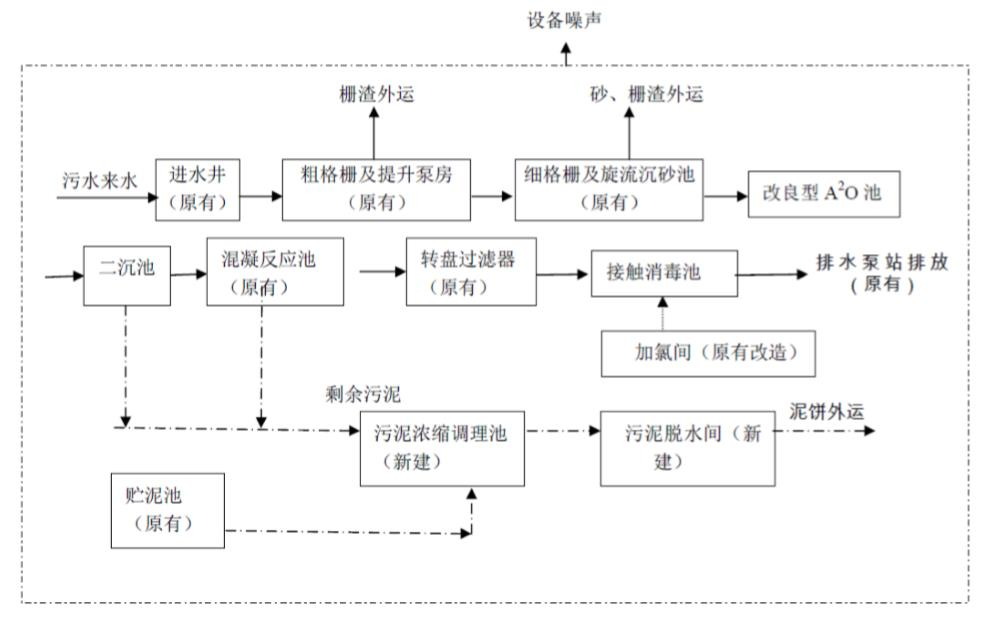 设备噪声
栅渣外运
砂、栅渣外运
污水来水
进水井
（原有）
粗格栅及提升泵房
（原有）
细格栅及旋流沉砂池
（原有）
改良型 A²O 池
二沉池
混凝反应池
（原有）
转盘过滤器
（原有）
接触消毒池
排水泵站排放
（原有）
加氯间（原有改造）
剩余污泥
污泥浓缩调理池
（新建）
污泥脱水间（新
建）
泥饼外运
贮泥池
（原有）